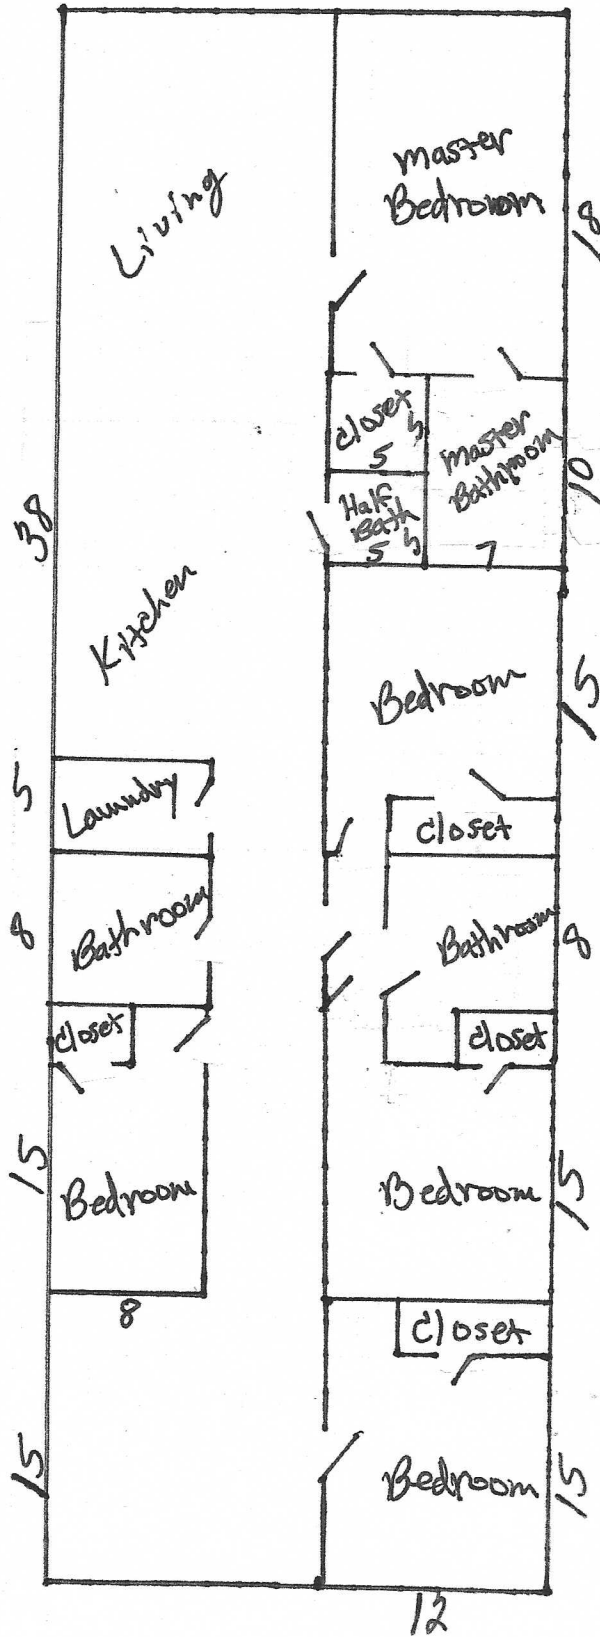 master
Bedroom
Living
18
closet
5
5
master
Bathroom
10
Half
Bath
5
5
7
38
Kitchen
Bedroom
15
5
Laundry
closet
8
Bathroom
Bathroom
8
closet
closet
15
Bedroom
Bedroom
15
8
closet
15
Bedroom
15
12